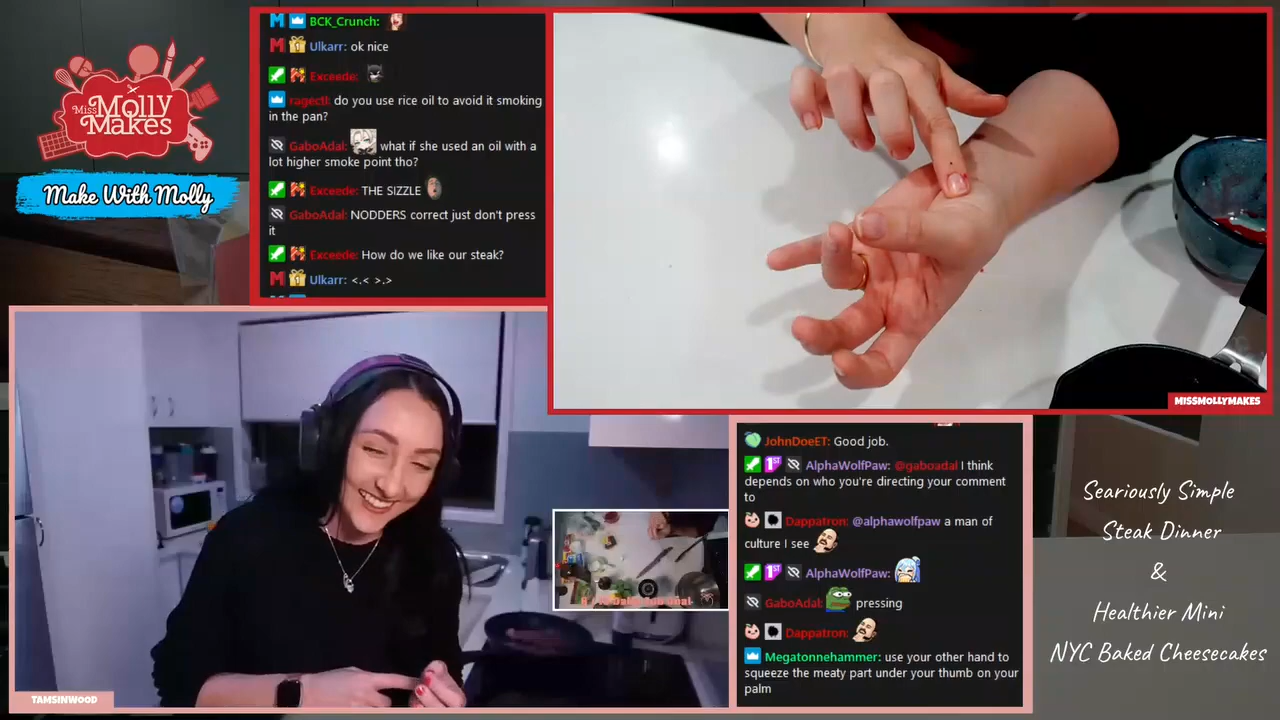 Miss
MOLLY
Makes
Make With Molly
BCK_Crunch:
Ulkarr: ok nice
Exceede:
ragectl: do you use rice oil to avoid it smoking
in the pan?
GaboAdal: what if she used an oil with a
lot higher smoke point tho?
Exceede: THE SIZZLE
GaboAdal: NODDERS correct just don't press
it
Exceede: How do we like our steak?
Ulkarr: <.< >.>
MISSMOLLYMAKES
TAMSINWOOD
JohnDoeET: Good job.
1ST AlphaWolfPaw: @gaboadal I think
depends on who you're directing your comment
to
Dappatron: @alphawolfpaw a man of
culture I see
1ST AlphaWolfPaw:
GaboAdal: pressing
Dappatron:
Megatonnehammer: use your other hand to
squeeze the meaty part under your thumb on your
palm
Seariously Simple
Steak Dinner
&
Healthier Mini
NYC Baked Cheesecakes